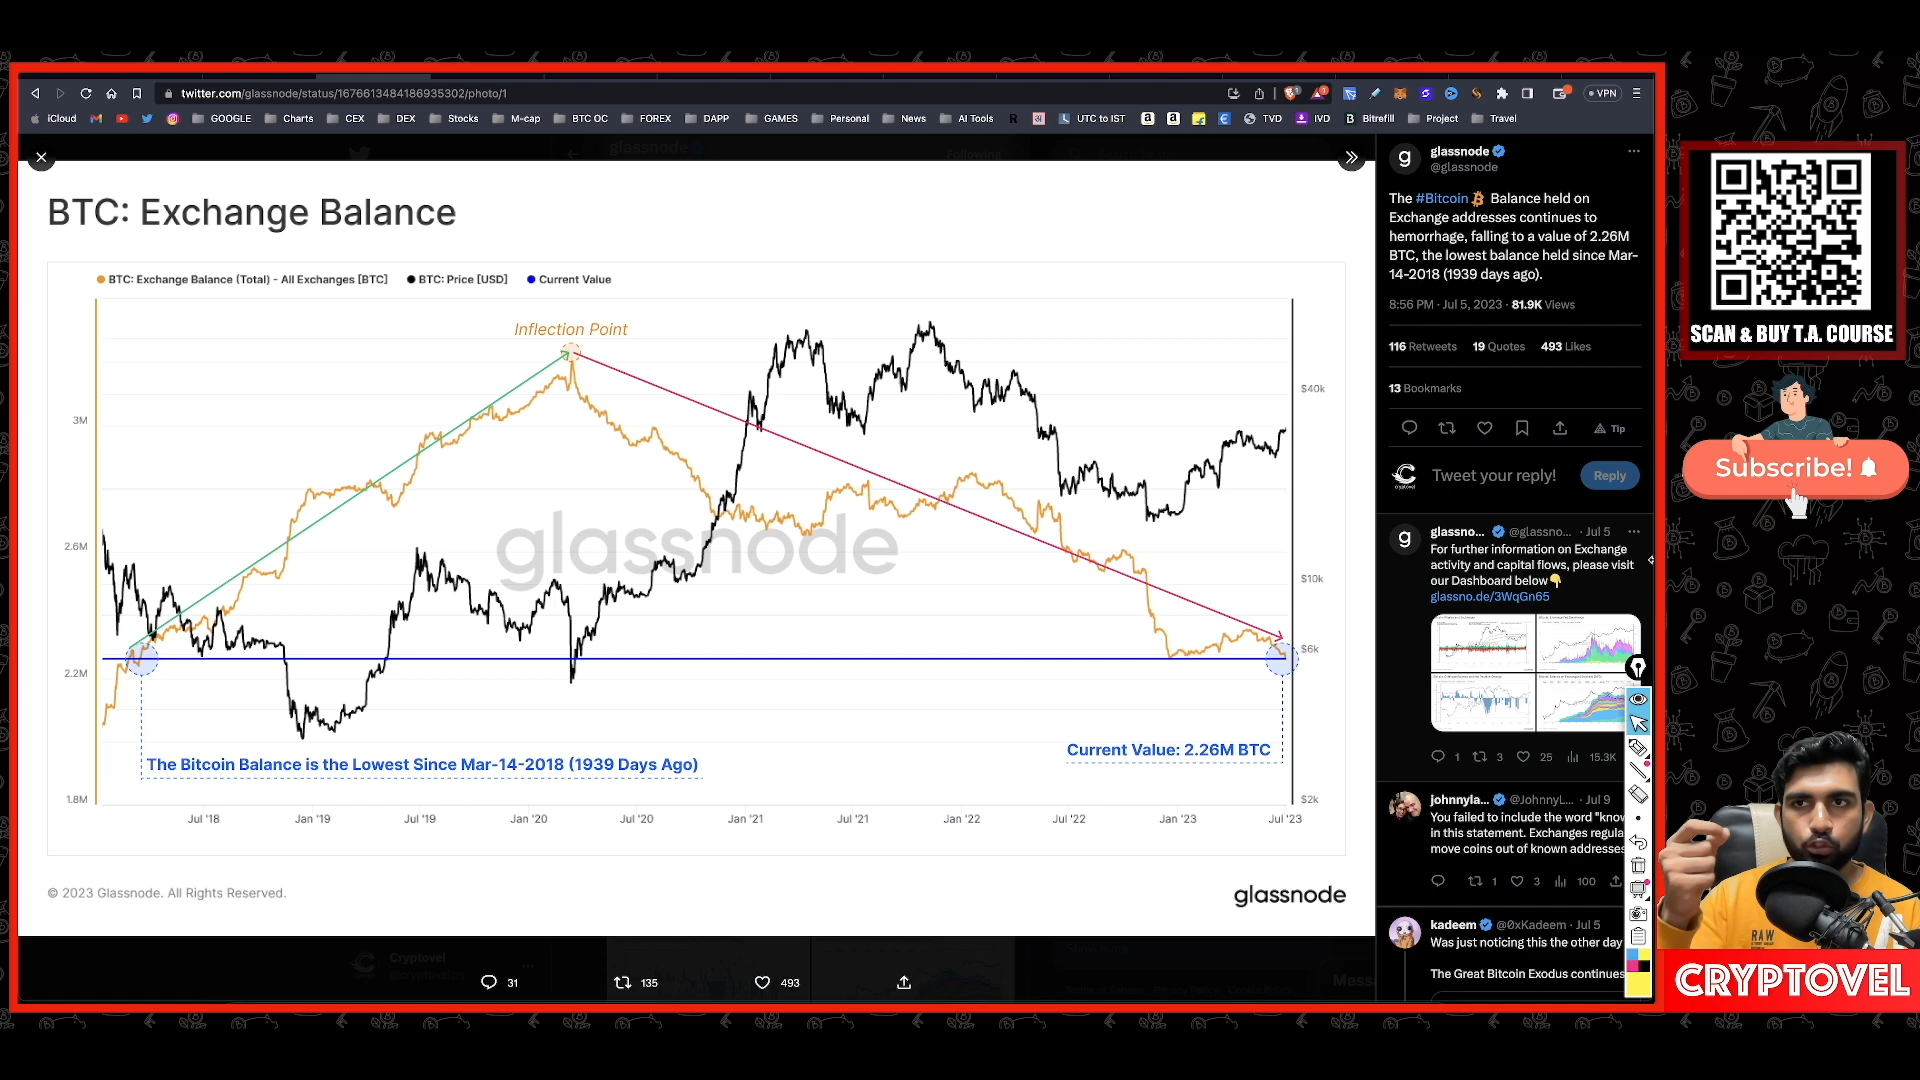 twitter.com/glassnode/status/1676613484186935302/photo/1
VPN
iCloud GOOGLE Charts CEX DEX Stocks M-cap BTC OC FOREX DAPP GAMES Personal News AI Tools UTC to IST TVD IVD Bitrefill Project Travel
BTC: Exchange Balance
BTC: Exchange Balance (Total) - All Exchanges [BTC] BTC: Price [USD] Current Value
Inflection Point
3M
2.6M
2.2M
1.8M
$40k
$10k
$6k
$2k
glassnode
The Bitcoin Balance is the Lowest Since Mar-14-2018 (1939 Days Ago)
Current Value: 2.26M BTC
Jul '18 Jan '19 Jul '19 Jan '20 Jul '20 Jan '21 Jul '21 Jan '22 Jul '22 Jan '23 Jul '23
© 2023 Glassnode. All Rights Reserved.
glassnode
31 135 493
glassnode
@glassnode
The #Bitcoin Balance held on
Exchange addresses continues to
hemorrhage, falling to a value of 2.26M
BTC, the lowest balance held since Mar-
14-2018 (1939 days ago).
8:56 PM · Jul 5, 2023 · 81.9K Views
116 Retweets 19 Quotes 493 Likes
13 Bookmarks
Tip
Tweet your reply! Reply
glassno... @glassno... · Jul 5
For further information on Exchange
activity and capital flows, please visit
our Dashboard below
glassno.de/3WqGn65
1 3 25 15.3K
johnnyla... @JohnnyL... · Jul 9
You failed to include the word "know
in this statement. Exchanges regula
move coins out of known addresses
1 3 100
kadeem @0xKadeem · Jul 5
Was just noticing this the other day
The Great Bitcoin Exodus continues
SCAN & BUY T.A. COURSE
Subscribe!
RAW
CRYPTOVEL